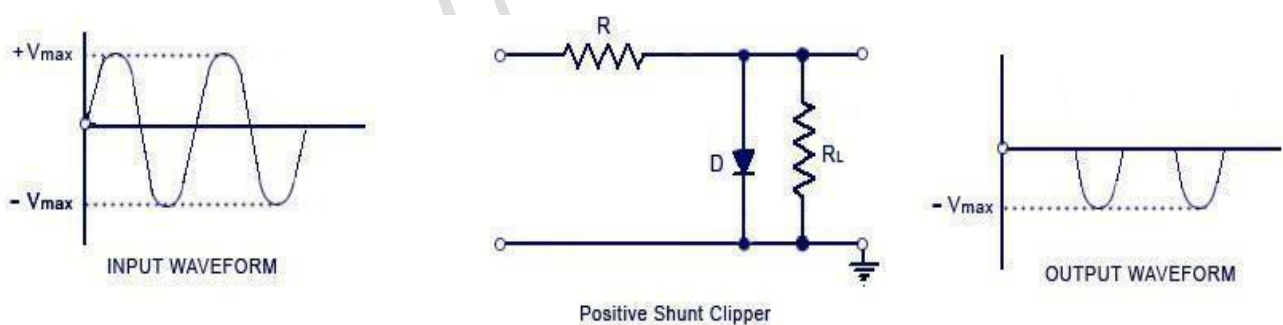 +Vmax
-Vmax
INPUT WAVEFORM
R
D
RL
Positive Shunt Clipper
-Vmax
OUTPUT WAVEFORM